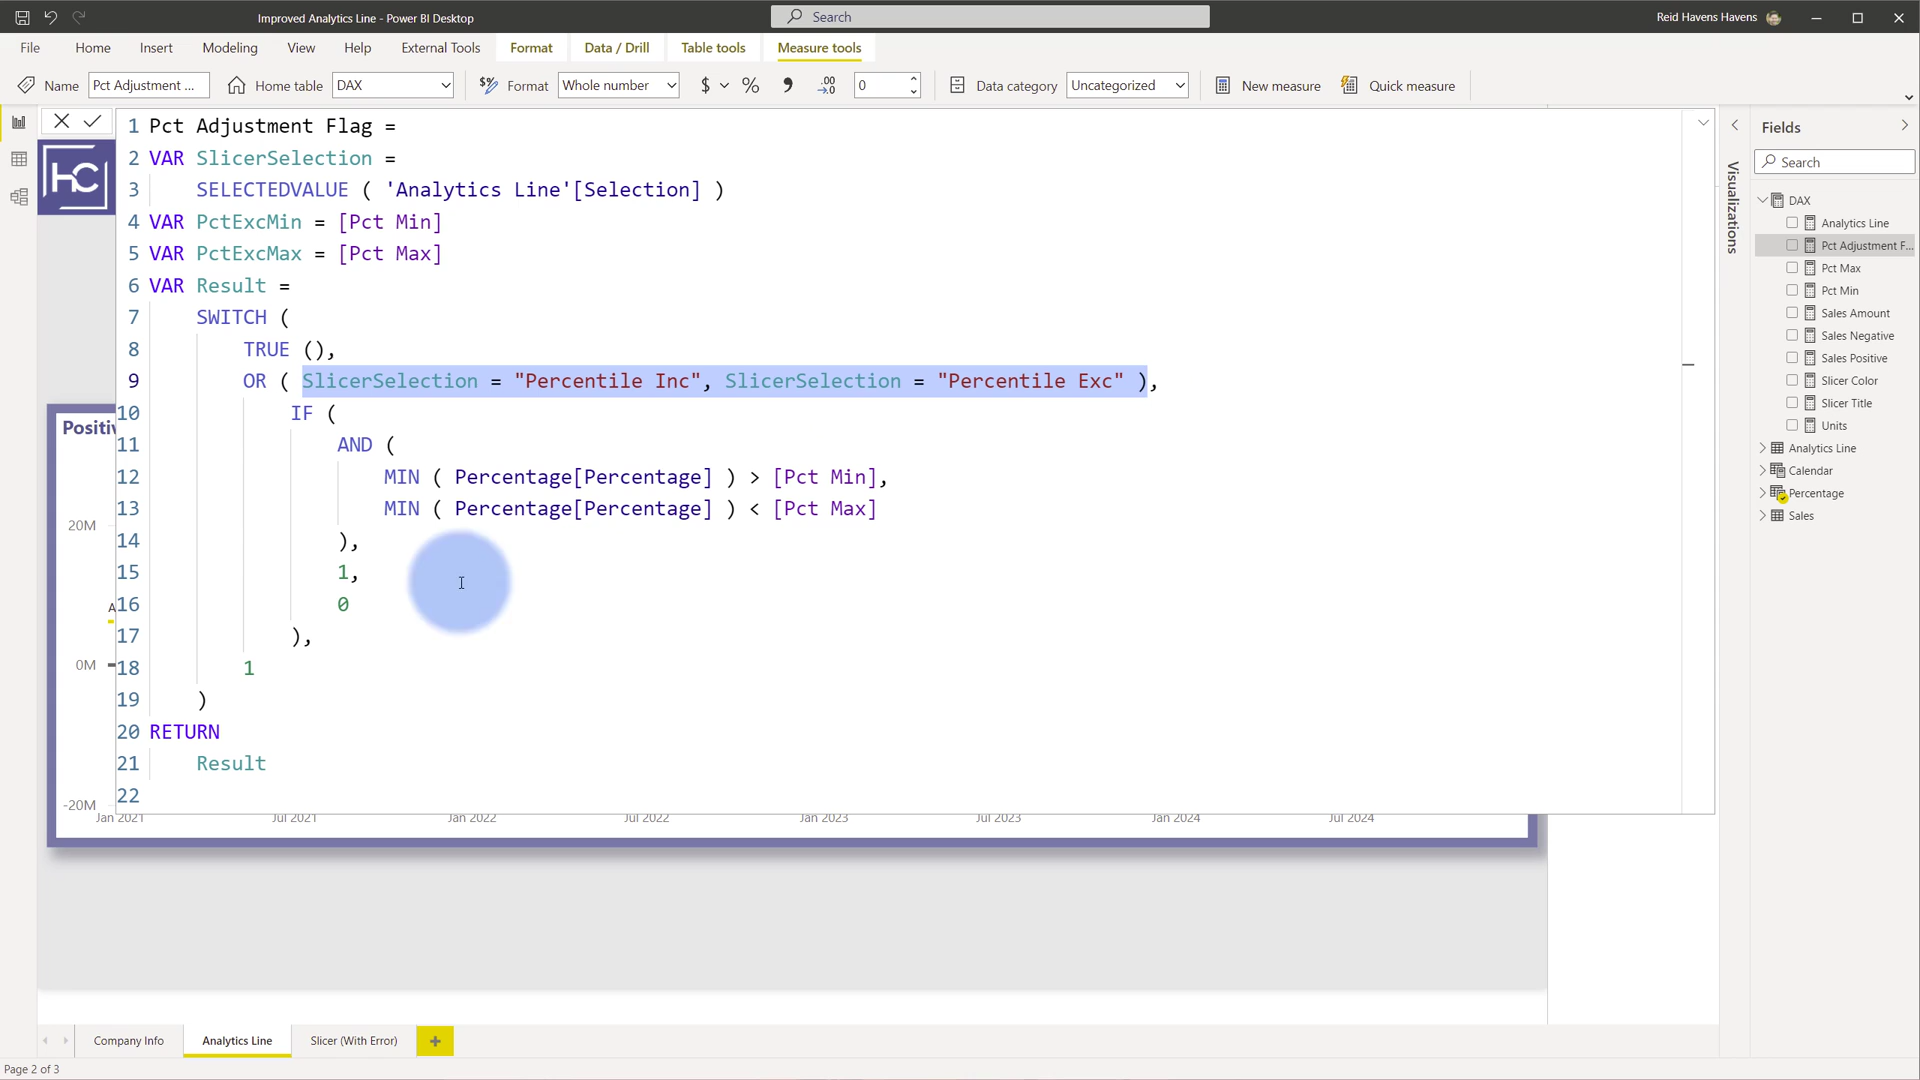 Improved Analytics Line - Power BI Desktop
Search
Reid Havens Havens
File Home Insert Modeling View Help External Tools Format Data / Drill Table tools Measure tools
Name Pct Adjustment ... Home table DAX Format Whole number $ % .00 0 Data category Uncategorized New measure Quick measure
1 Pct Adjustment Flag =
2 VAR SlicerSelection =
3 SELECTEDVALUE ( 'Analytics Line'[Selection] )
4 VAR PctExcMin = [Pct Min]
5 VAR PctExcMax = [Pct Max]
6 VAR Result =
7 SWITCH (
8 TRUE (),
9 OR ( SlicerSelection = "Percentile Inc", SlicerSelection = "Percentile Exc" ),
10 IF (
11 AND (
12 MIN ( Percentage[Percentage] ) > [Pct Min],
13 MIN ( Percentage[Percentage] ) < [Pct Max]
14 ),
15 1,
16 0
17 ),
18 1
19 )
20 RETURN
21 Result
22
HC
Positiv
20M
A
0M
-20M
Jan 2021 Jul 2021 Jan 2022 Jul 2022 Jan 2023 Jul 2023 Jan 2024 Jul 2024
Visualizations
Fields
Search
DAX
Analytics Line
Pct Adjustment F...
Pct Max
Pct Min
Sales Amount
Sales Negative
Sales Positive
Slicer Color
Slicer Title
Units
Analytics Line
Calendar
Percentage
Sales
Company Info Analytics Line Slicer (With Error) +
Page 2 of 3